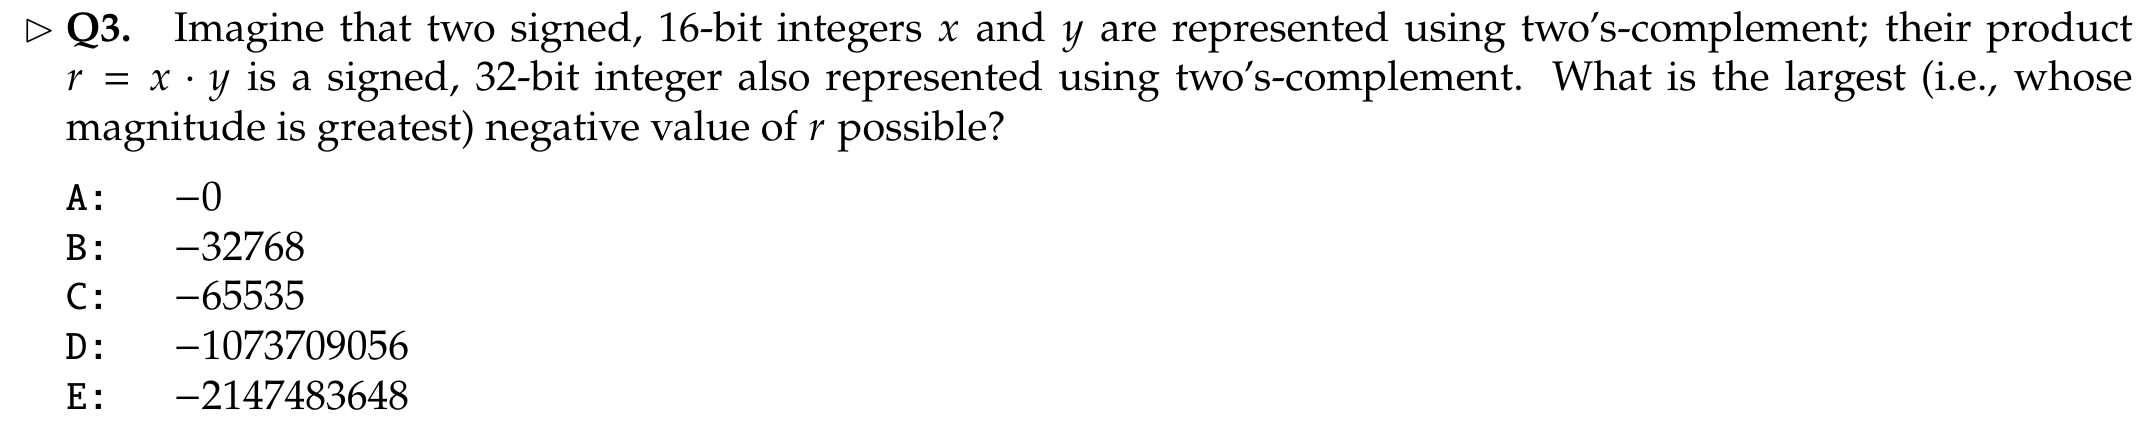 ▷ Q3. Imagine that two signed, 16-bit integers x and y are represented using two's-complement; their product
r = x · y is a signed, 32-bit integer also represented using two's-complement. What is the largest (i.e., whose
magnitude is greatest) negative value of r possible?
A: −0
B: −32768
C: −65535
D: −1073709056
E: −2147483648